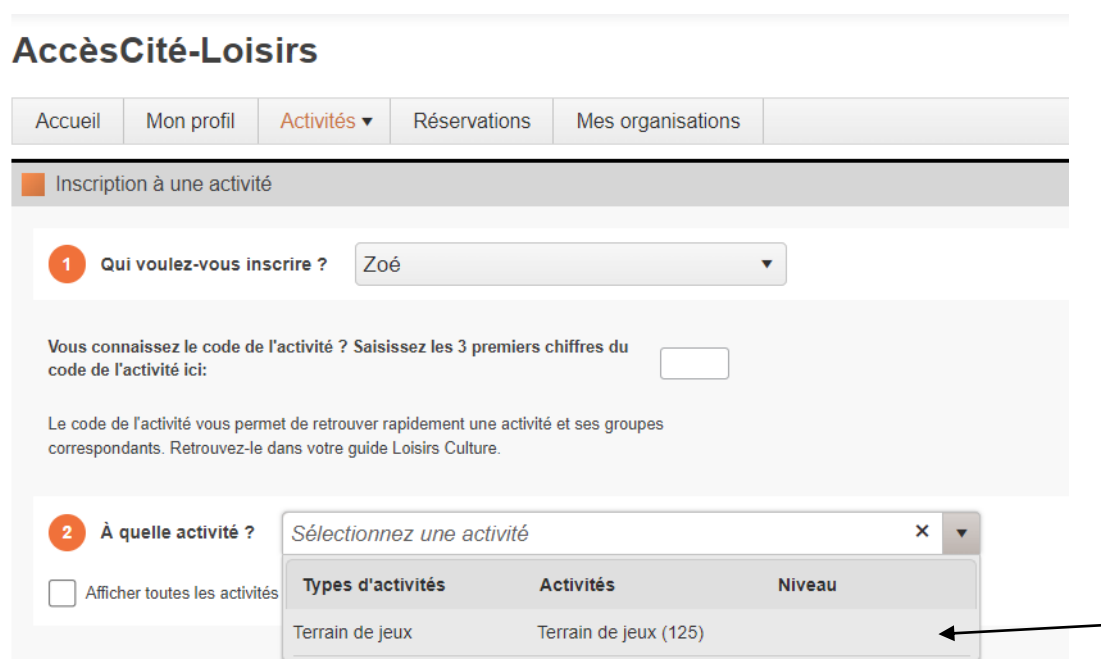 AccèsCité-Loisirs
Accueil Mon profil Activités ▾ Réservations Mes organisations
Inscription à une activité
1 Qui voulez-vous inscrire ? Zoé
Vous connaissez le code de l'activité ? Saisissez les 3 premiers chiffres du
code de l'activité ici:
Le code de l'activité vous permet de retrouver rapidement une activité et ses groupes
correspondants. Retrouvez-le dans votre guide Loisirs Culture.
2 À quelle activité ? Sélectionnez une activité
Types d'activités Activités Niveau
Afficher toutes les activités
Terrain de jeux Terrain de jeux (125)